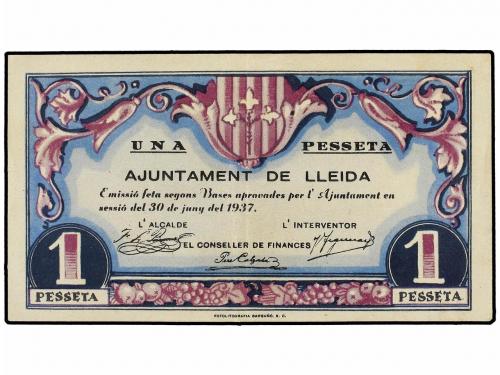 UNA PESSETA
AJUNTAMENT DE LLEIDA
Emissió feta segons Bases aprovades per l'Ajuntament en
sessió del 30 de juny del 1937.
L'ALCALDE L'INTERVENTOR
EL CONSELLER DE FINANCES
1 1
PESSETA PESSETA
FOTOLITOGRAFIA BARGUÑÓ, S. C.